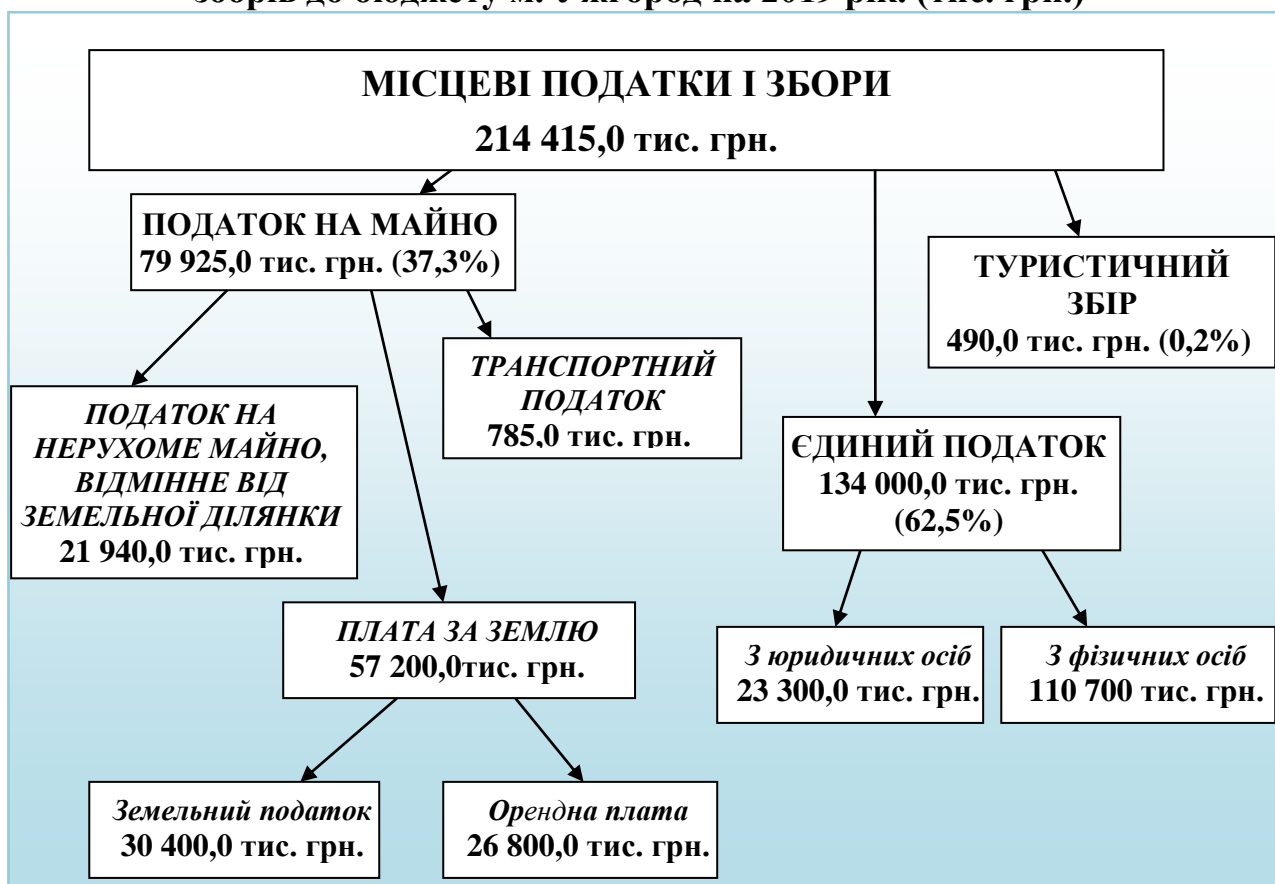 МІСЦЕВІ ПОДАТКИ І ЗБОРИ
214 415,0 тис. грн.
ПОДАТОК НА МАЙНО
79 925,0 тис. грн. (37,3%)
ТУРИСТИЧНИЙ
ЗБІР
490,0 тис. грн. (0,2%)
ТРАНСПОРТНИЙ
ПОДАТОК
785,0 тис. грн.
ПОДАТОК НА
НЕРУХОМЕ МАЙНО,
ВІДМІННЕ ВІД
ЗЕМЕЛЬНОЇ ДІЛЯНКИ
21 940,0 тис. грн.
ЄДИНИЙ ПОДАТОК
134 000,0 тис. грн.
(62,5%)
ПЛАТА ЗА ЗЕМЛЮ
57 200,0тис. грн.
З юридичних осіб
23 300,0 тис. грн.
З фізичних осіб
110 700 тис. грн.
Земельний податок
30 400,0 тис. грн.
Орендна плата
26 800,0 тис. грн.